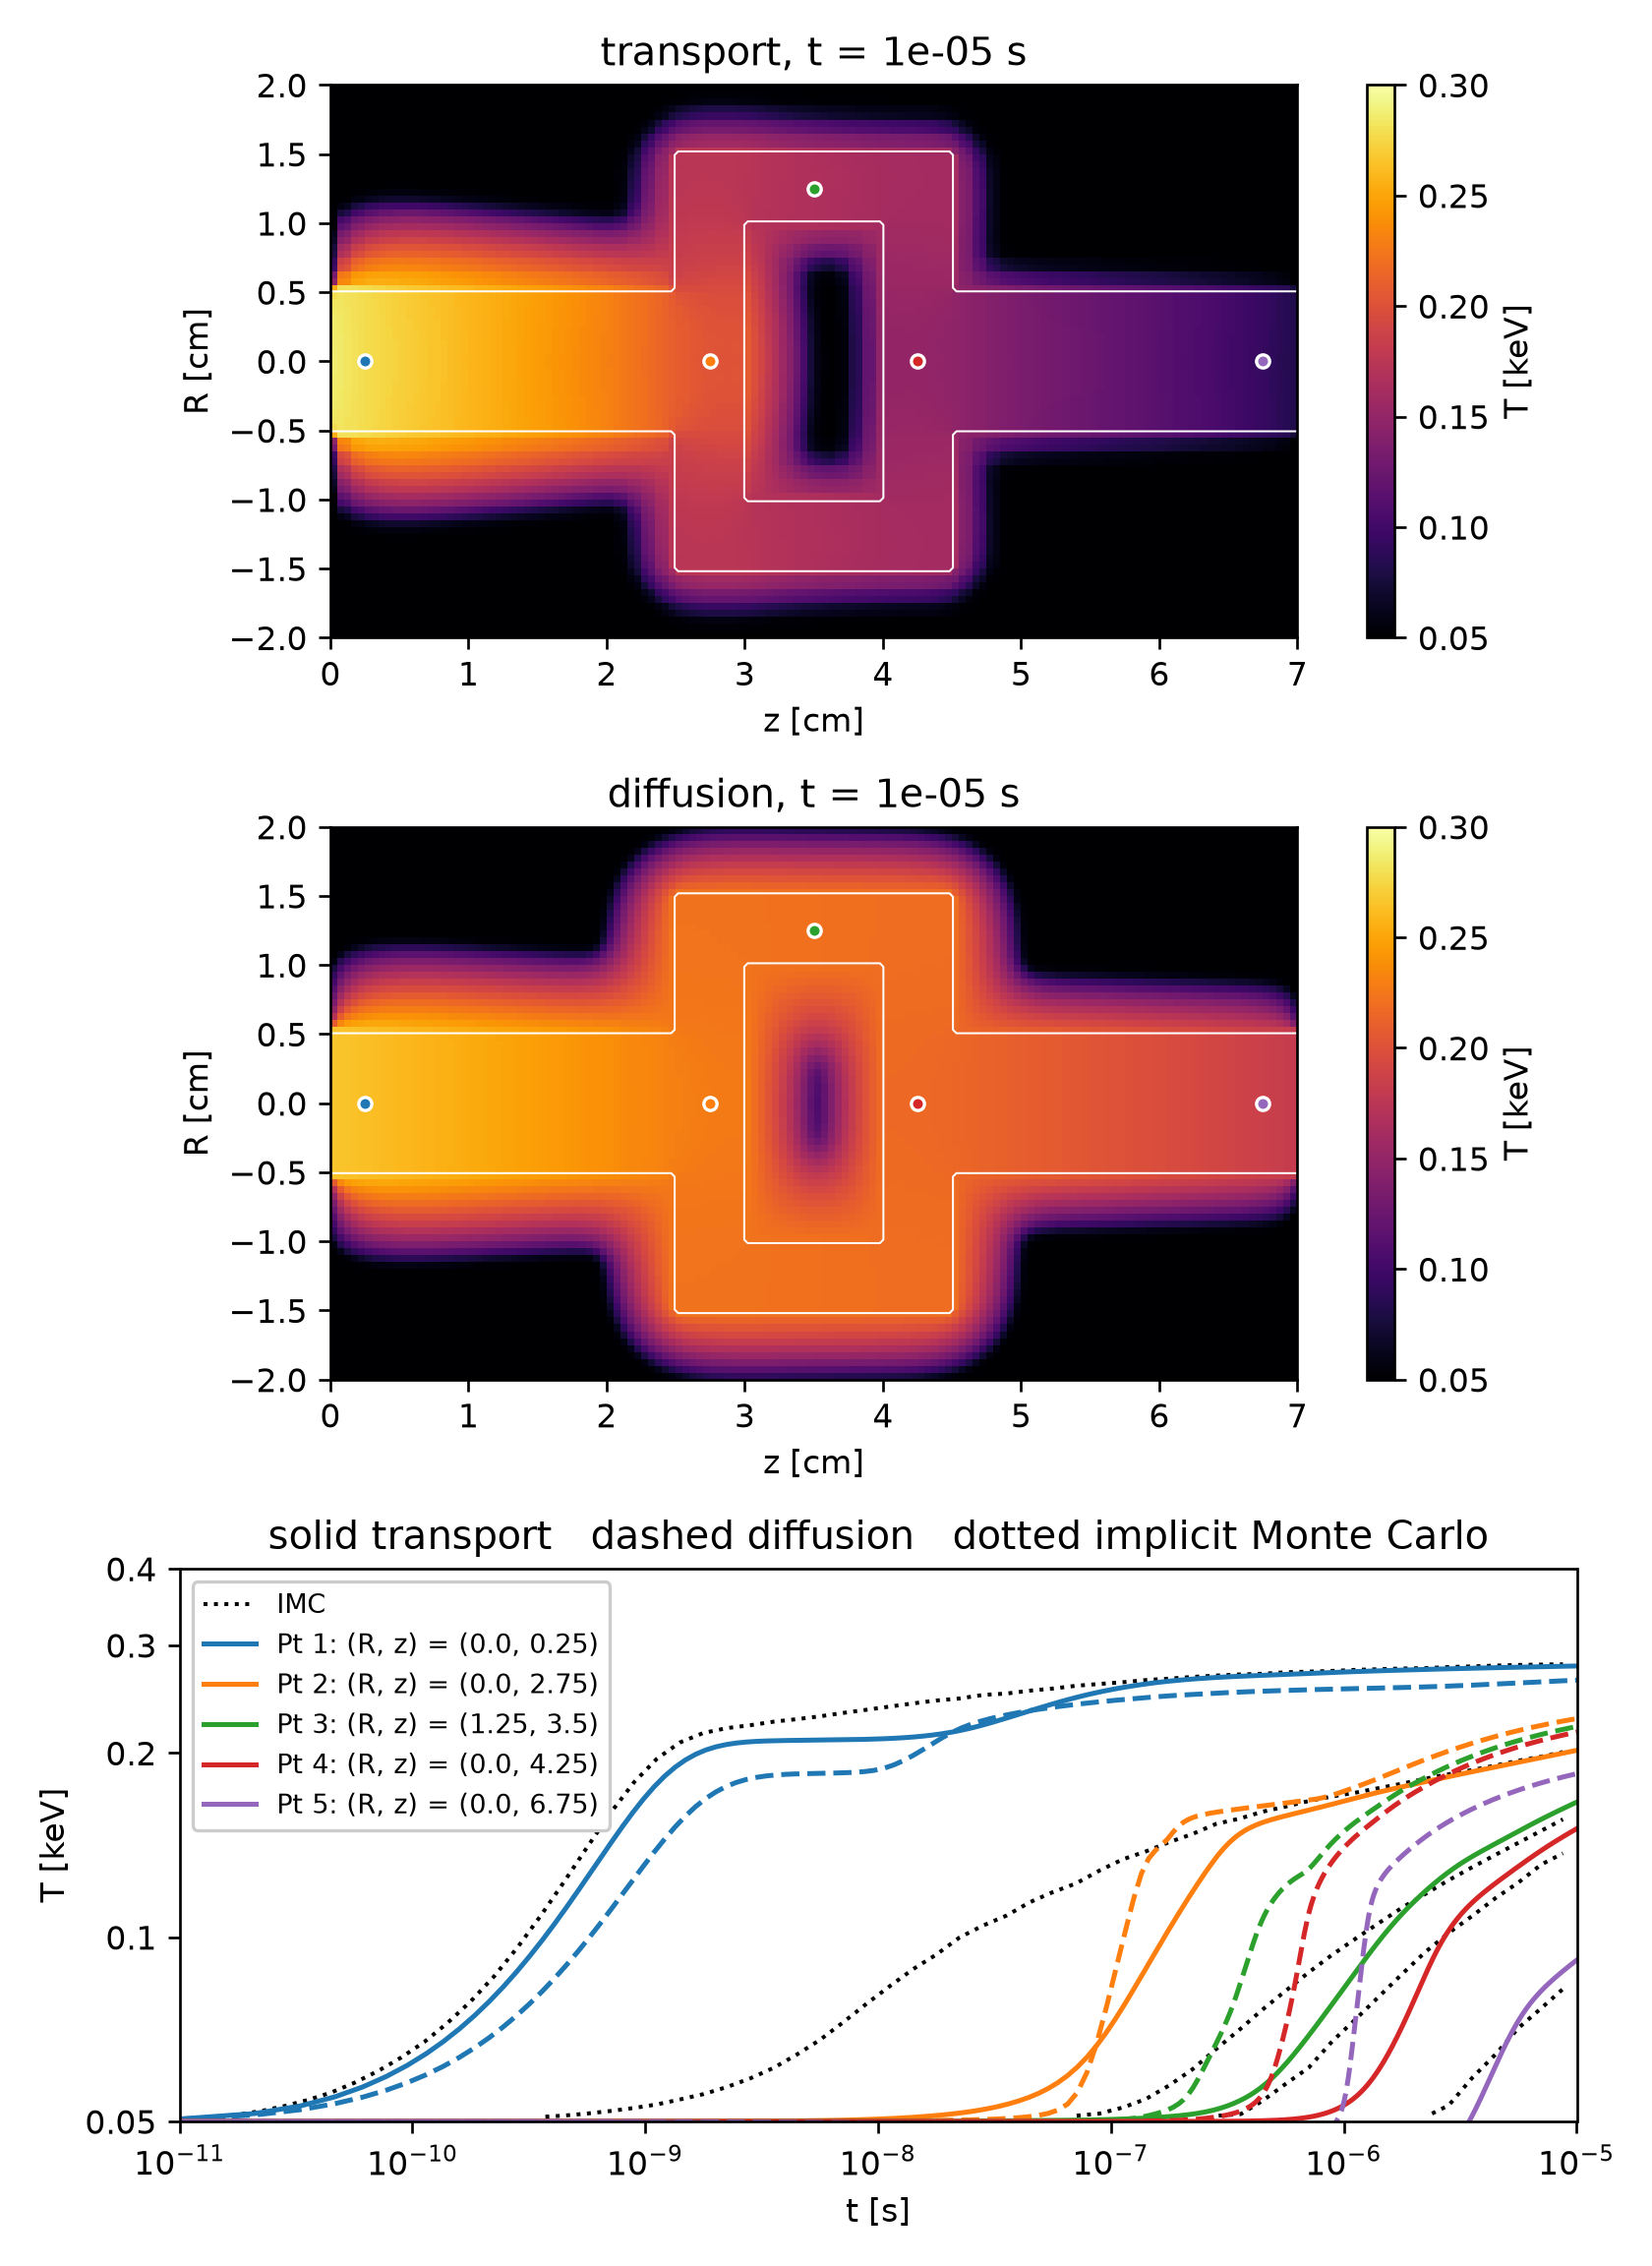 transport, t = 1e-05 s
2.0
1.5
1.0
0.5
0.0
−0.5
−1.0
−1.5
−2.0
R [cm]
0 1 2 3 4 5 6 7
z [cm]
0.30
0.25
0.20
0.15
0.10
0.05
T [keV]
diffusion, t = 1e-05 s
2.0
1.5
1.0
0.5
0.0
−0.5
−1.0
−1.5
−2.0
R [cm]
0 1 2 3 4 5 6 7
z [cm]
0.30
0.25
0.20
0.15
0.10
0.05
T [keV]
solid transport dashed diffusion dotted implicit Monte Carlo
0.4
0.3
0.2
0.1
0.05
T [keV]
IMC
Pt 1: (R, z) = (0.0, 0.25)
Pt 2: (R, z) = (0.0, 2.75)
Pt 3: (R, z) = (1.25, 3.5)
Pt 4: (R, z) = (0.0, 4.25)
Pt 5: (R, z) = (0.0, 6.75)
10⁻¹¹ 10⁻¹⁰ 10⁻⁹ 10⁻⁸ 10⁻⁷ 10⁻⁶ 10⁻⁵
t [s]